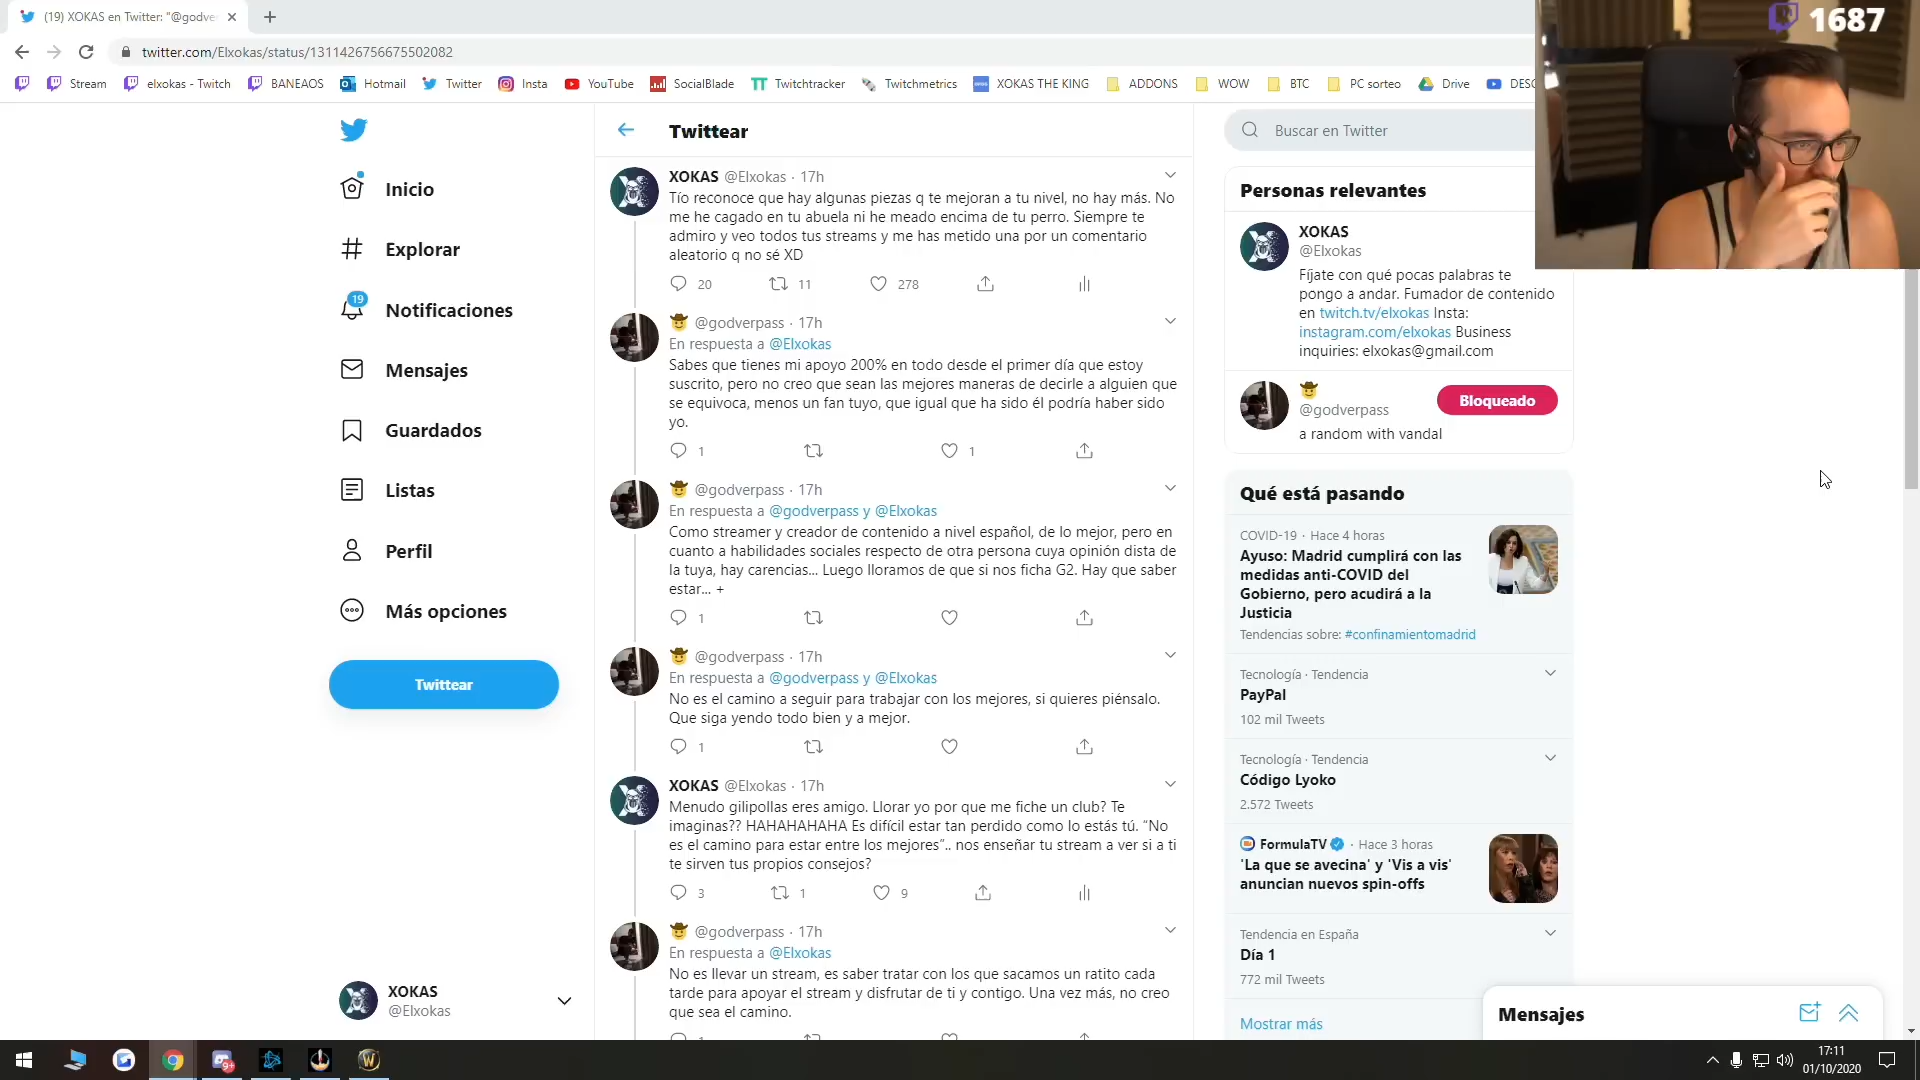 (19) XOKAS en Twitter: "@godve
1687
twitter.com/Elxokas/status/1311426756675502082
Stream
elxokas - Twitch
BANEAOS
Hotmail
Twitter
Insta
YouTube
SocialBlade
Twitchtracker
Twitchmetrics
XOKAS THE KING
ADDONS
WOW
BTC
PC sorteo
Drive
DESC
Inicio
Explorar
19
Notificaciones
Mensajes
Guardados
Listas
Perfil
Más opciones
Twittear
XOKAS
@Elxokas
Twittear
XOKAS @Elxokas · 17h
Tío reconoce que hay algunas piezas q te mejoran a tu nivel, no hay más. No
me he cagado en tu abuela ni he meado encima de tu perro. Siempre te
admiro y veo todos tus streams y me has metido una por un comentario
aleatorio q no sé XD
20 11 278
@godverpass · 17h
En respuesta a @Elxokas
Sabes que tienes mi apoyo 200% en todo desde el primer día que estoy
suscrito, pero no creo que sean las mejores maneras de decirle a alguien que
se equivoca, menos un fan tuyo, que igual que ha sido él podría haber sido
yo.
1 1
@godverpass · 17h
En respuesta a @godverpass y @Elxokas
Como streamer y creador de contenido a nivel español, de lo mejor, pero en
cuanto a habilidades sociales respecto de otra persona cuya opinión dista de
la tuya, hay carencias... Luego lloramos de que si nos ficha G2. Hay que saber
estar... +
1
@godverpass · 17h
En respuesta a @godverpass y @Elxokas
No es el camino a seguir para trabajar con los mejores, si quieres piénsalo.
Que siga yendo todo bien y a mejor.
1
XOKAS @Elxokas · 17h
Menudo gilipollas eres amigo. Llorar yo por que me fiche un club? Te
imaginas?? HAHAHAHAHA Es difícil estar tan perdido como lo estás tú. “No
es el camino para estar entre los mejores”.. nos enseñar tu stream a ver si a ti
te sirven tus propios consejos?
3 1 9
@godverpass · 17h
En respuesta a @Elxokas
No es llevar un stream, es saber tratar con los que sacamos un ratito cada
tarde para apoyar el stream y disfrutar de ti y contigo. Una vez más, no creo
que sea el camino.
Buscar en Twitter
Personas relevantes
XOKAS
@Elxokas
Fíjate con qué pocas palabras te
pongo a andar. Fumador de contenido
en twitch.tv/elxokas Insta:
instagram.com/elxokas Business
inquiries: elxokas@gmail.com
@godverpass
Bloqueado
a random with vandal
Qué está pasando
COVID-19 · Hace 4 horas
Ayuso: Madrid cumplirá con las
medidas anti-COVID del
Gobierno, pero acudirá a la
Justicia
Tendencias sobre: #confinamientomadrid
Tecnología · Tendencia
PayPal
102 mil Tweets
Tecnología · Tendencia
Código Lyoko
2.572 Tweets
FormulaTV · Hace 3 horas
'La que se avecina' y 'Vis a vis'
anuncian nuevos spin-offs
Tendencia en España
Día 1
772 mil Tweets
Mostrar más
Mensajes
9+
17:11
01/10/2020